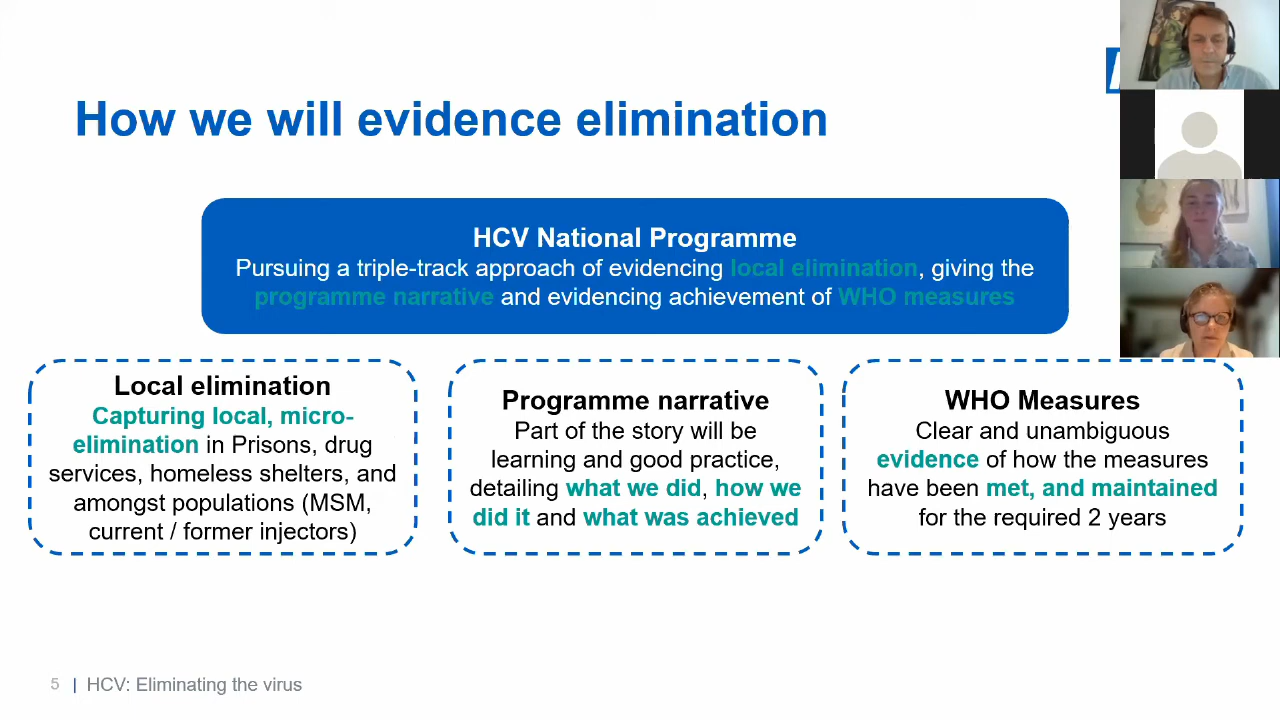 How we will evidence elimination
HCV National Programme
Pursuing a triple-track approach of evidencing local elimination, giving the
programme narrative and evidencing achievement of WHO measures
Local elimination
Capturing local, micro-
elimination in Prisons, drug
services, homeless shelters, and
amongst populations (MSM,
current / former injectors)
Programme narrative
Part of the story will be
learning and good practice,
detailing what we did, how we
did it and what was achieved
WHO Measures
Clear and unambiguous
evidence of how the measures
have been met, and maintained
for the required 2 years
5 | HCV: Eliminating the virus